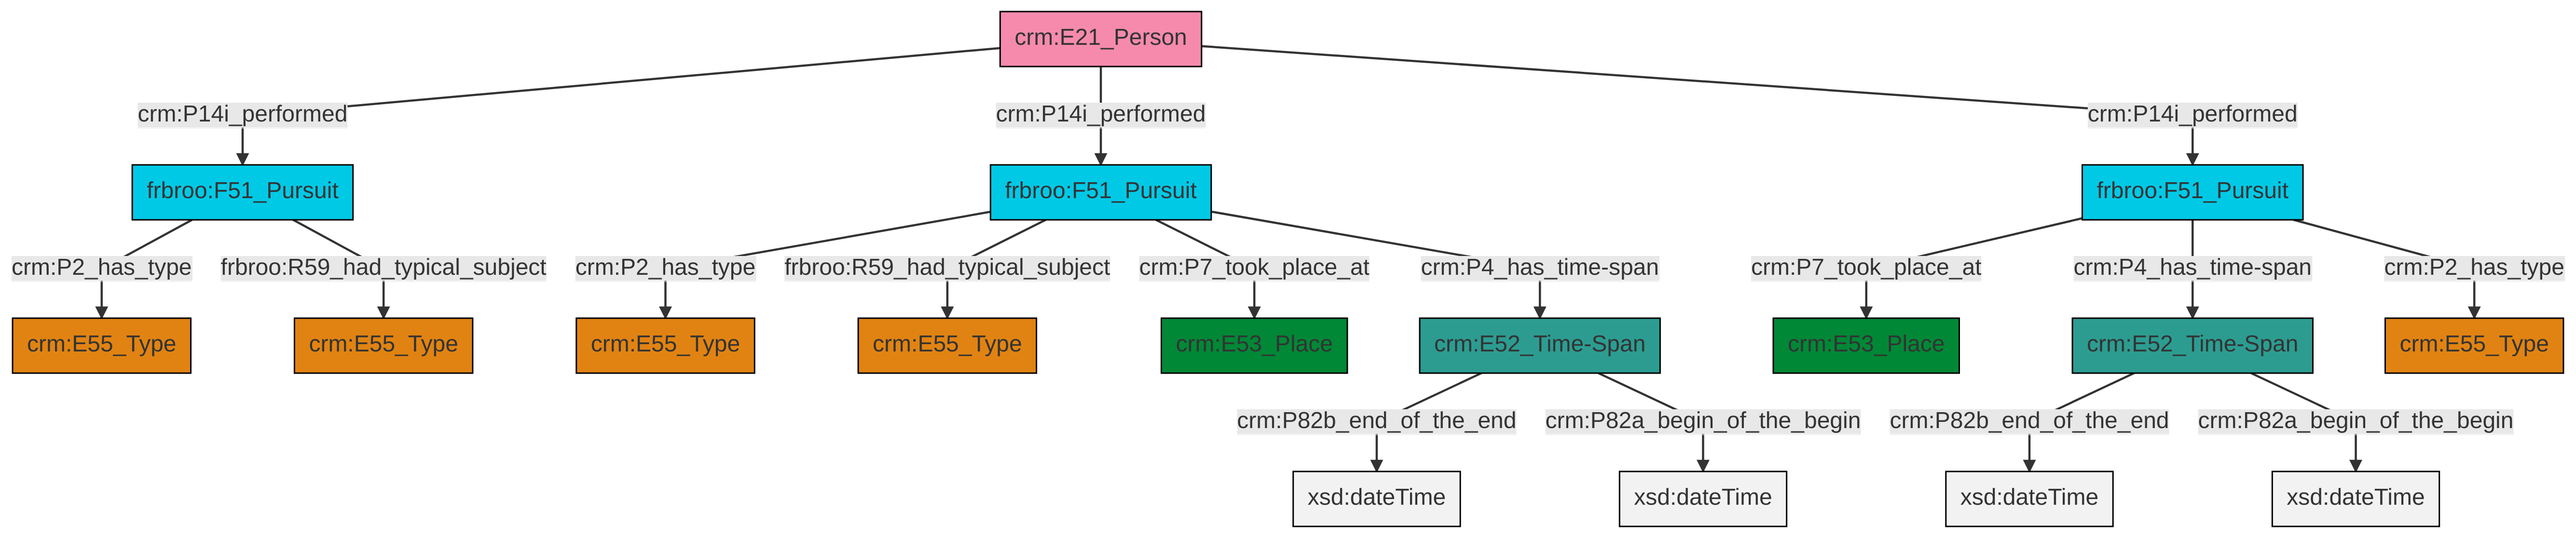 crm:E21_Person
crm:P14i_performed crm:P14i_performed crm:P14i_performed
frbroo:F51_Pursuit frbroo:F51_Pursuit frbroo:F51_Pursuit
crm:P2_has_type frbroo:R59_had_typical_subject crm:P2_has_type frbroo:R59_had_typical_subject crm:P7_took_place_at crm:P4_has_time-span crm:P7_took_place_at crm:P4_has_time-span crm:P2_has_type
crm:E55_Type crm:E55_Type crm:E55_Type crm:E55_Type crm:E53_Place crm:E52_Time-Span crm:E53_Place crm:E52_Time-Span crm:E55_Type
crm:P82b_end_of_the_end crm:P82a_begin_of_the_begin crm:P82b_end_of_the_end crm:P82a_begin_of_the_begin
xsd:dateTime xsd:dateTime xsd:dateTime xsd:dateTime